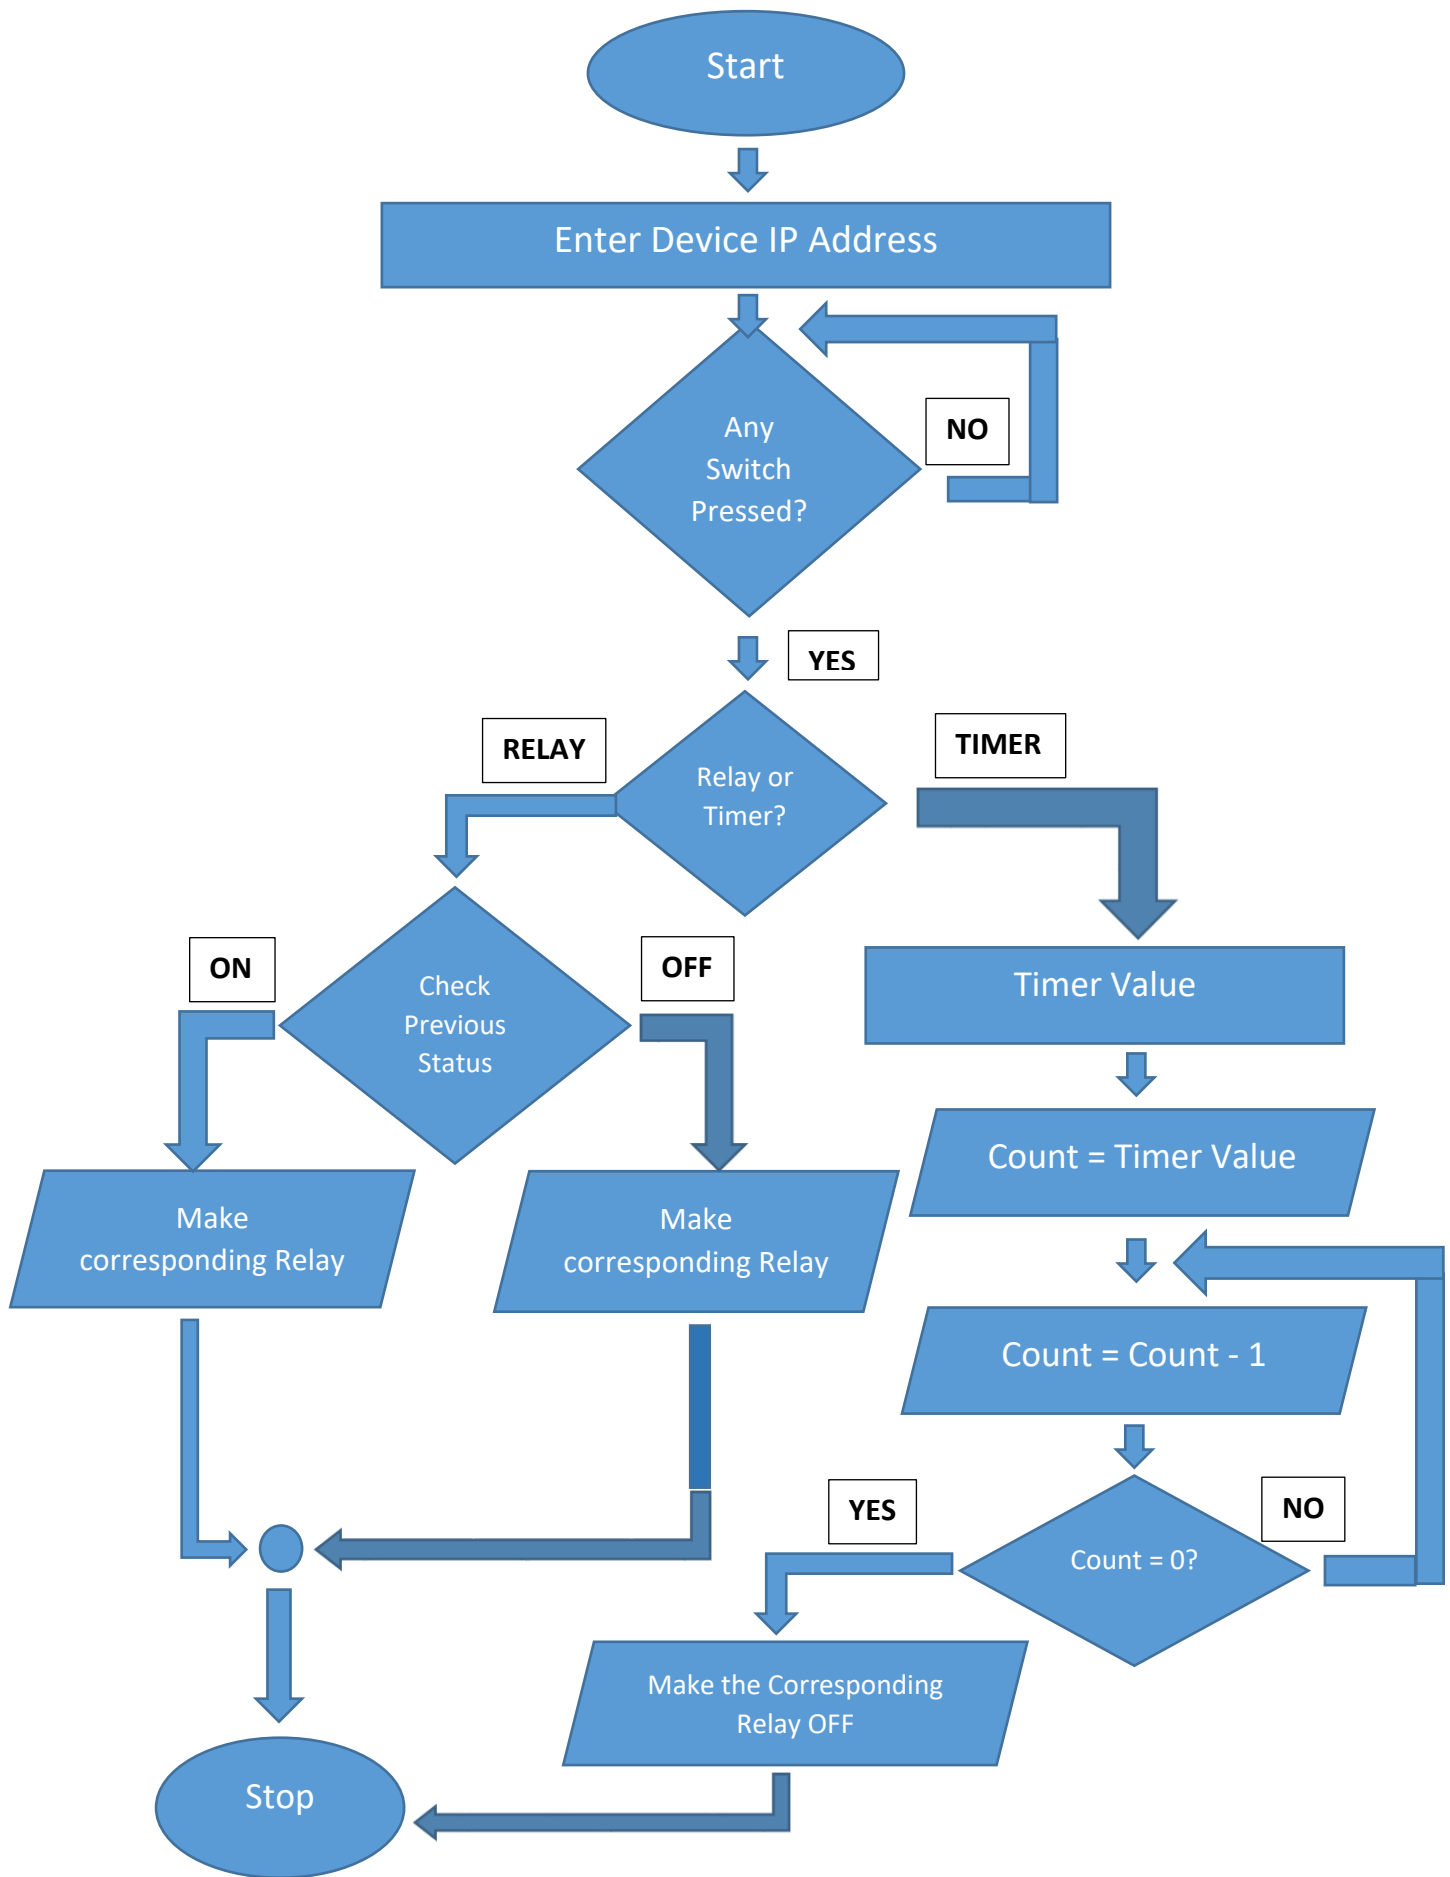 Start
Enter Device IP Address
Any
Switch
Pressed?
NO
YES
Relay or
Timer?
RELAY
TIMER
Check
Previous
Status
ON
OFF
Timer Value
Make
corresponding Relay
Make
corresponding Relay
Count = Timer Value
Count = Count - 1
Count = 0?
YES
NO
Make the Corresponding
Relay OFF
Stop